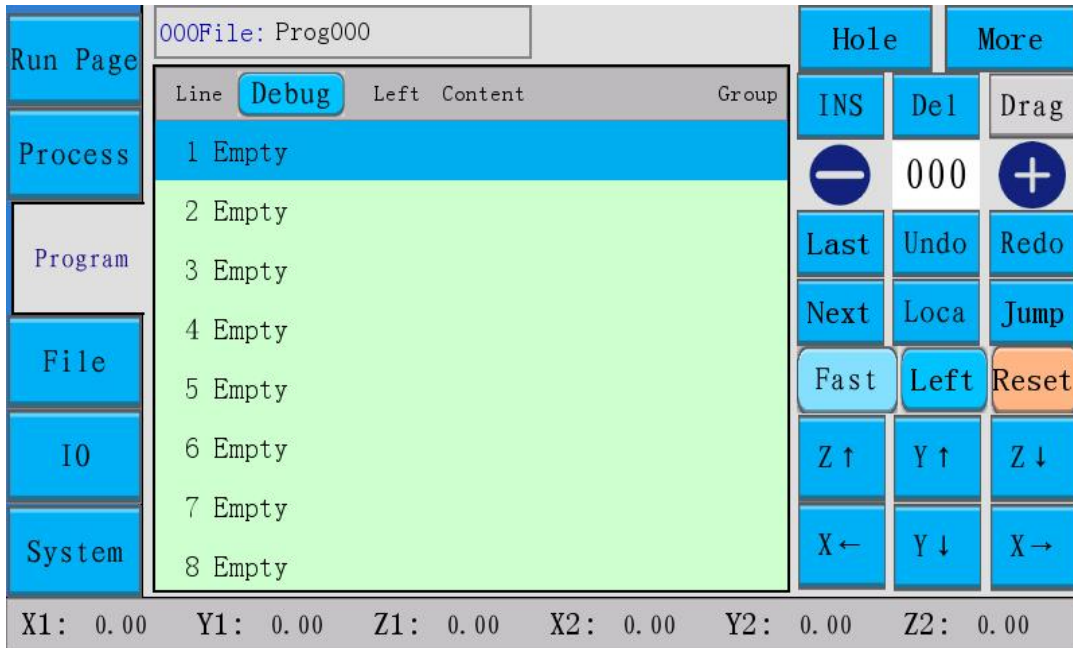 Run Page
Process
Program
File
IO
System
000File: Prog000
Line Debug Left Content Group
1 Empty
2 Empty
3 Empty
4 Empty
5 Empty
6 Empty
7 Empty
8 Empty
Hole More
INS Del Drag
000
Last Undo Redo
Next Loca Jump
Fast Left Reset
Z↑ Y↑ Z↓
X← Y↓ X→
X1: 0.00 Y1: 0.00 Z1: 0.00 X2: 0.00 Y2: 0.00 Z2: 0.00